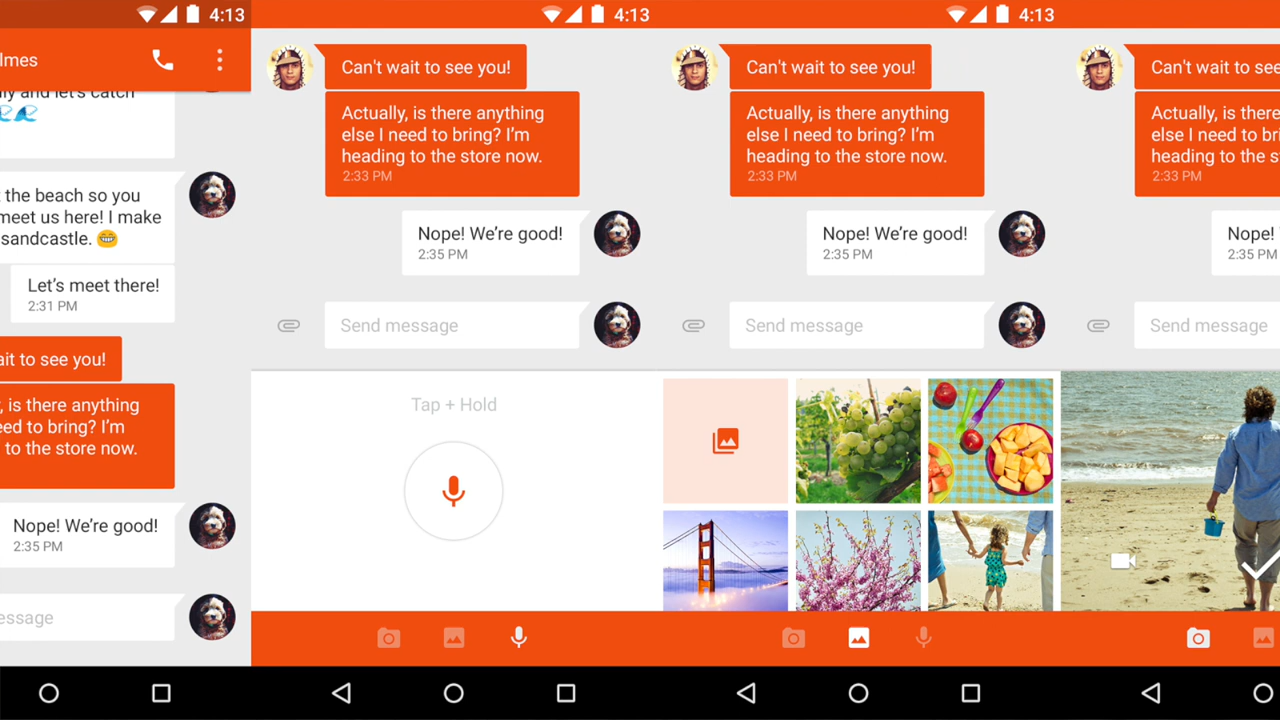 4:13
lmes
ly and let's catch
the beach so you
meet us here! I make
sandcastle. 😁
Let's meet there!
2:31 PM
ait to see you!
, is there anything
eed to bring? I'm
to the store now.
Nope! We're good!
2:35 PM
essage
4:13
Can't wait to see you!
Actually, is there anything
else I need to bring? I'm
heading to the store now.
2:33 PM
Nope! We're good!
2:35 PM
Send message
Tap + Hold
4:13
Can't wait to see you!
Actually, is there anything
else I need to bring? I'm
heading to the store now.
2:33 PM
Nope! We're good!
2:35 PM
Send message
Can't wait to see
Actually, is there
else I need to bri
heading to the s
2:33 PM
Nope!
2:35 PM
Send message